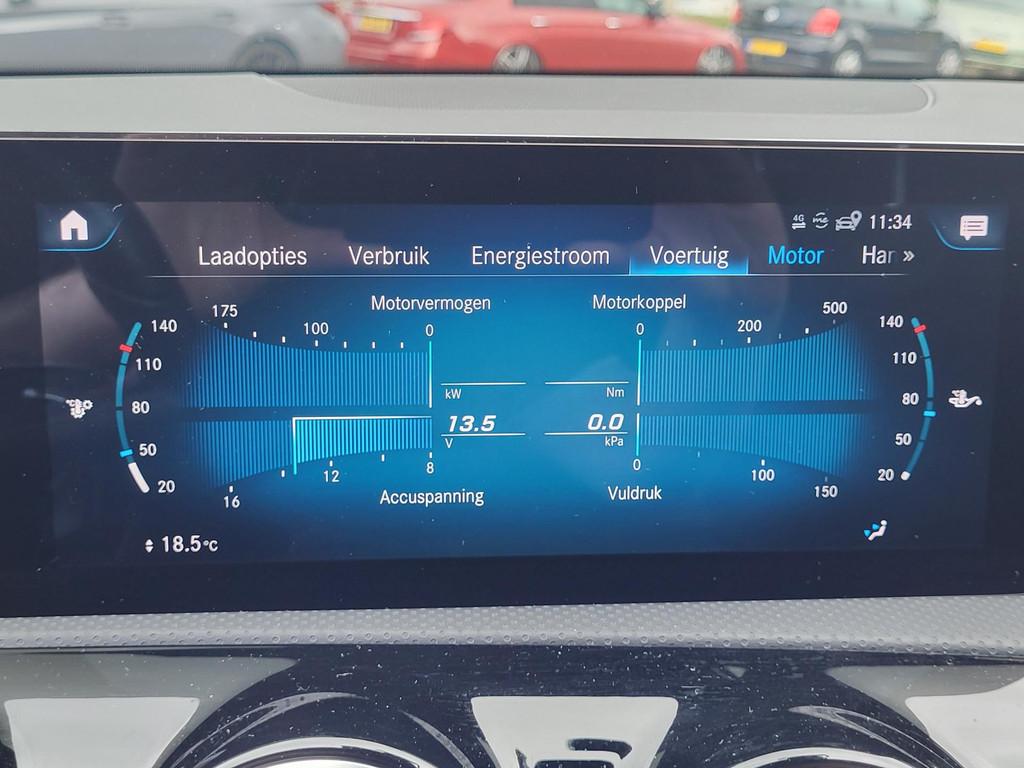 4G me 11:34
Laadopties Verbruik Energiestroom Voertuig Motor Har »
Motorvermogen Motorkoppel
175 100 0 0 200 500
140 110 80 50 20
140 110 80 50 20
kW Nm
13.5 0.0
V kPa
16 12 8 0 100 150
Accuspanning Vuldruk
18.5°C